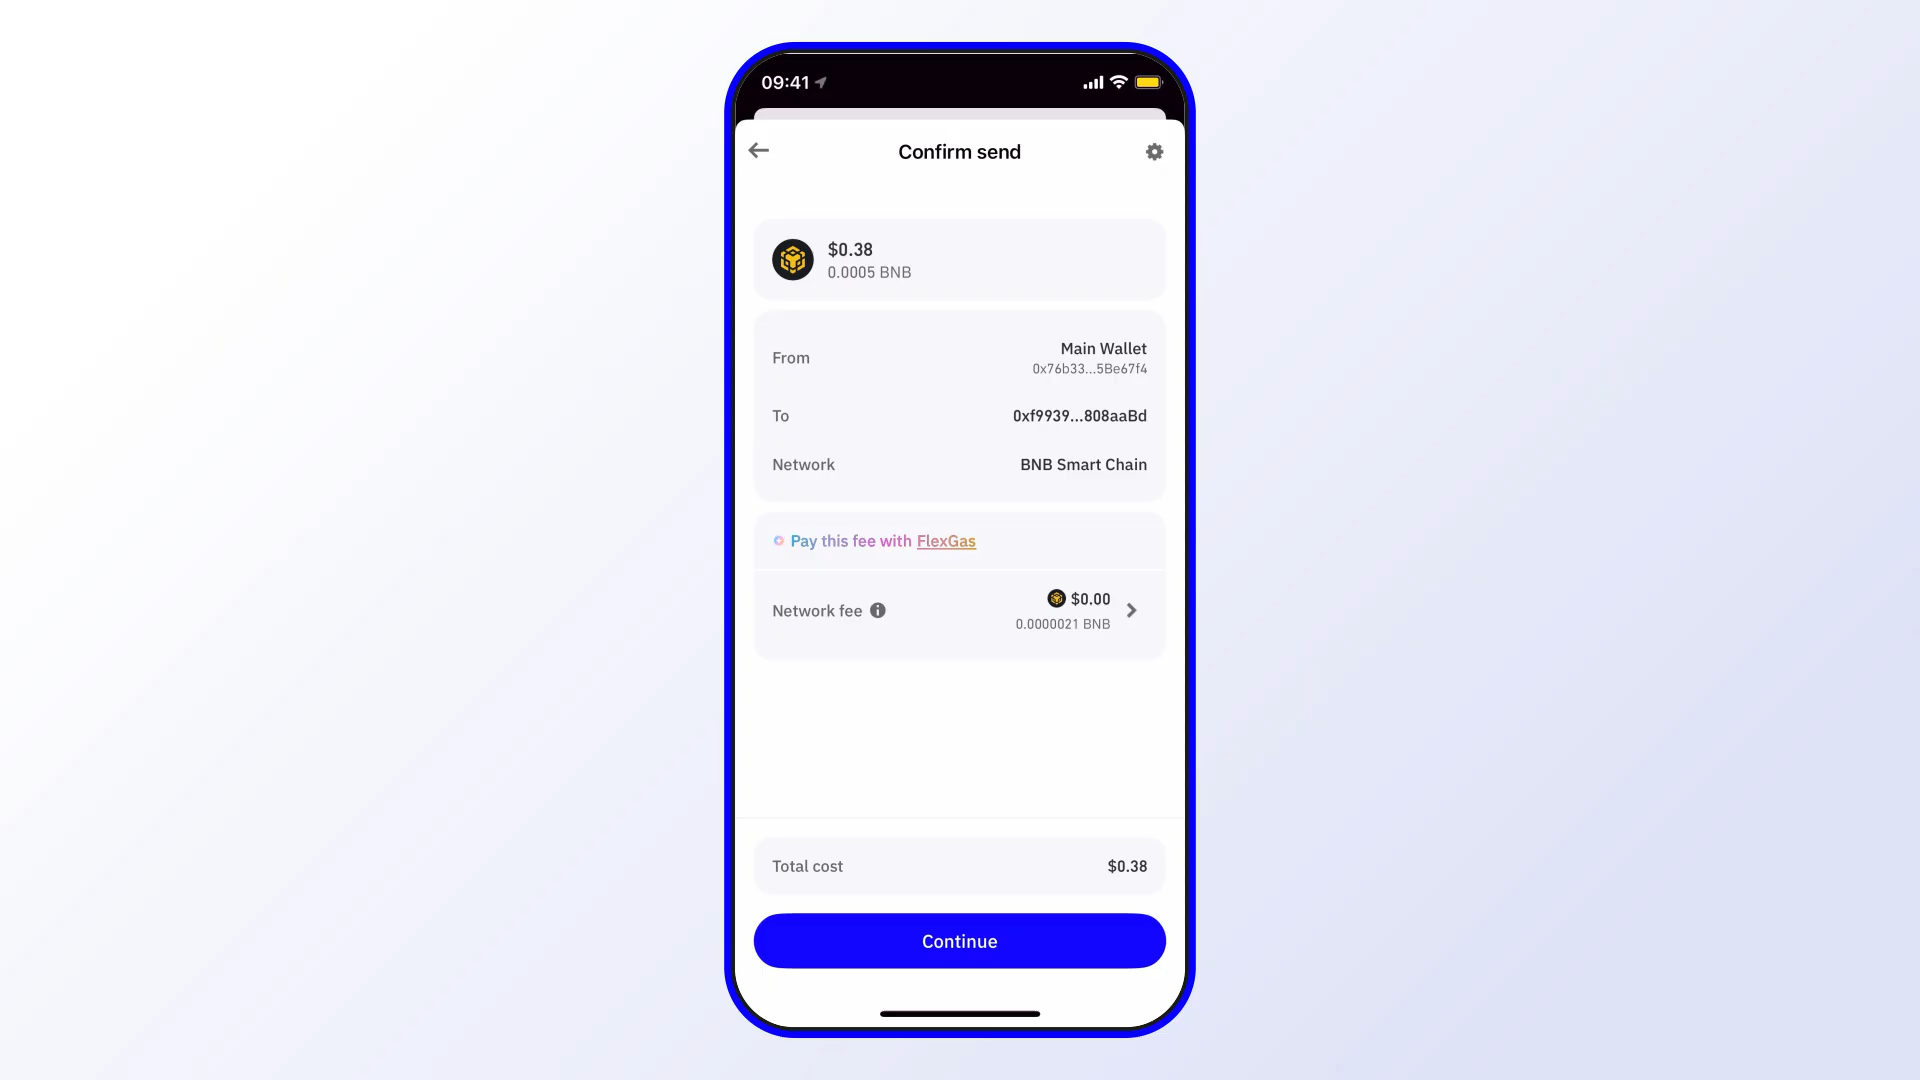 09:41
Confirm send
$0.38
0.0005 BNB
From
Main Wallet
0x76b33...5Be67f4
To
0xf9939...808aaBd
Network
BNB Smart Chain
Pay this fee with FlexGas
Network fee
$0.00
0.0000021 BNB
Total cost
$0.38
Continue